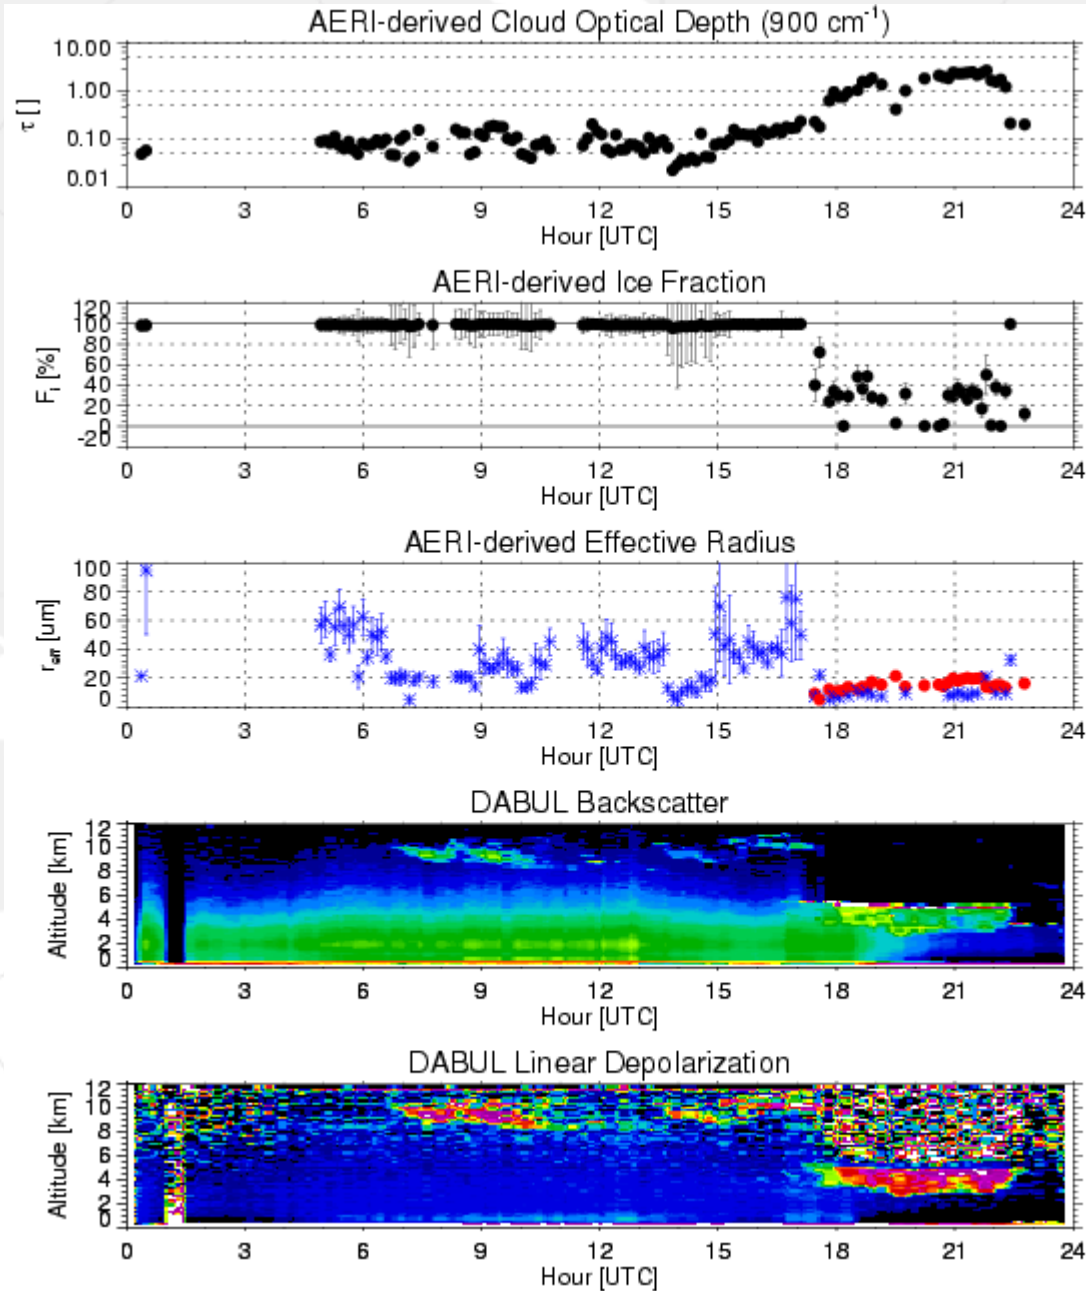 AERI-derived Cloud Optical Depth (900 cm⁻¹)
10.00
1.00
0.10
0.01
τ []
0 3 6 9 12 15 18 21 24
Hour [UTC]
AERI-derived Ice Fraction
120
100
80
60
40
20
0
-20
Fᵢ [%]
0 3 6 9 12 15 18 21 24
Hour [UTC]
AERI-derived Effective Radius
100
80
60
40
20
0
r_eff [um]
0 3 6 9 12 15 18 21 24
Hour [UTC]
DABUL Backscatter
12
10
8
6
4
2
0
Altitude [km]
0 3 6 9 12 15 18 21 24
Hour [UTC]
DABUL Linear Depolarization
12
10
8
6
4
2
0
Altitude [km]
0 3 6 9 12 15 18 21 24
Hour [UTC]